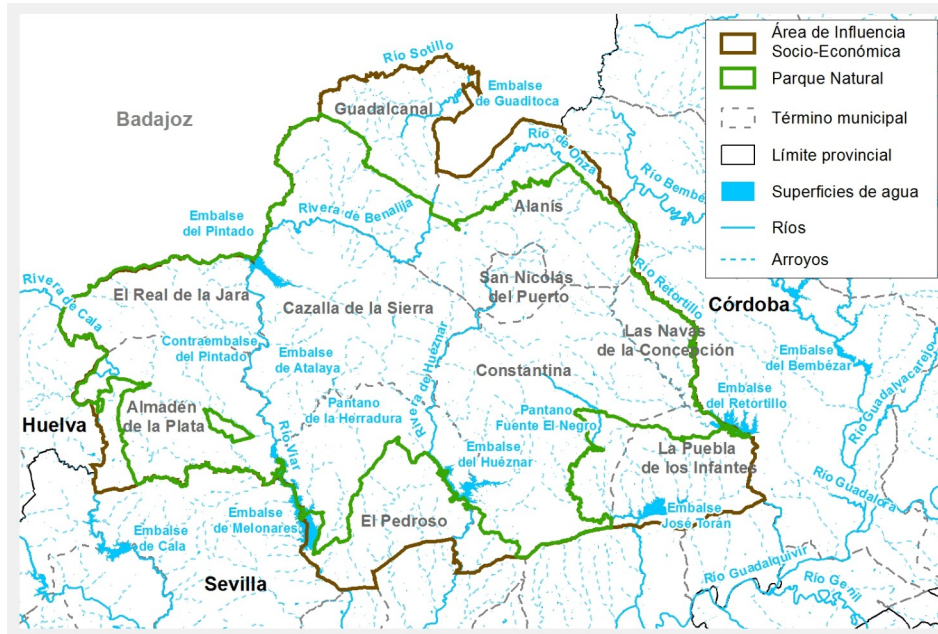 Área de Influencia
Socio-Económica
Parque Natural
Término municipal
Límite provincial
Superficies de agua
Ríos
Arroyos
Río Sotillo
Embalse
de Guaditoca
Guadalcanal
Badajoz
Río de Onza
Río Bembé
Rivera de Benalija
Alanís
Embalse
del Pintado
Rivera de Cala
El Real de la Jara
San Nicolás
del Puerto
Río Retortillo
Cazalla de la Sierra
Córdoba
Contraembalse
del Pintado
Embalse
de Atalaya
Rivera de Huéznar
Las Navas
de la Concepción
Embalse
del Bembézar
Río Guadalvacarejo
Constantina
Huelva
Almadén
de la Plata
Pantano
de la Herradura
Pantano
Fuente El Negro
Embalse
del Retortillo
Río Viar
Embalse
del Huéznar
La Puebla
de los Infantes
Río Guadalora
Embalse
de Melonares
El Pedroso
Embalse
José Torán
Embalse
de Cala
Sevilla
Río Guadalquivir
Río Genil